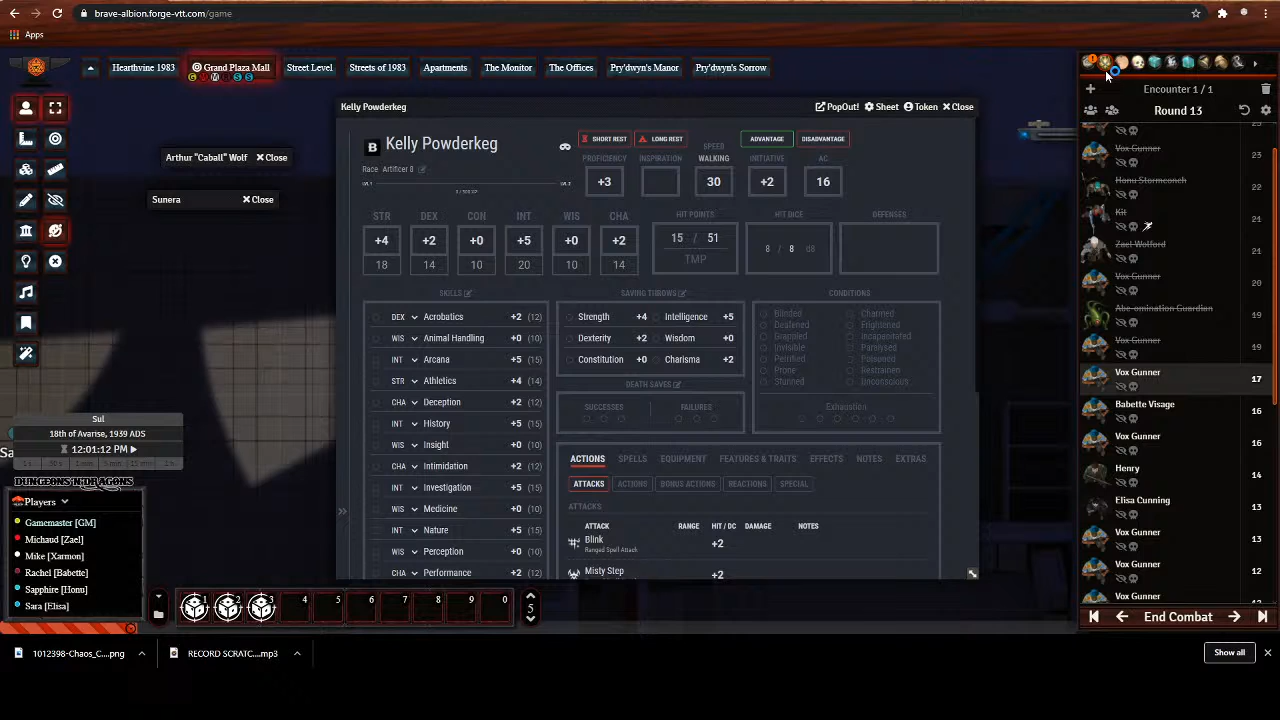 brave-albion.forge-vtt.com/game
Apps
Hearthvine 1983
Grand Plaza Mall
Street Level
Streets of 1983
Apartments
The Monitor
The Offices
Pry'dwyn's Manor
Pry'dwyn's Sorrow
G
M
S
S
Kelly Powderkeg
PopOut!
Sheet
Token
Close
Arthur "Caball" Wolf
Close
Sunera
Close
B
Kelly Powderkeg
SHORT REST
LONG REST
ADVANTAGE
DISADVANTAGE
Race Artificer 8
PROFICIENCY
INSPIRATION
SPEED
WALKING
INITIATIVE
AC
+3
30
+2
16
STR
DEX
CON
INT
WIS
CHA
HIT POINTS
HIT DICE
DEFENSES
+4
+2
+0
+5
+0
+2
18
14
10
20
10
14
15 / 51
TMP
8 / 8 d8
SKILLS
DEX Acrobatics +2 (12)
WIS Animal Handling +0 (10)
INT Arcana +5 (15)
STR Athletics +4 (14)
CHA Deception +2 (12)
INT History +5 (15)
WIS Insight +0 (10)
CHA Intimidation +2 (12)
INT Investigation +5 (15)
WIS Medicine +0 (10)
INT Nature +5 (15)
WIS Perception +0 (10)
CHA Performance +2 (12)
SAVING THROWS
Strength +4 Intelligence +5
Dexterity +2 Wisdom +0
Constitution +0 Charisma +2
DEATH SAVES
SUCCESSES
FAILURES
CONDITIONS
Blinded Charmed
Deafened Frightened
Grappled Incapacitated
Invisible Paralysed
Petrified Poisoned
Prone Restrained
Stunned Unconscious
Exhaustion
ACTIONS
SPELLS
EQUIPMENT
FEATURES & TRAITS
EFFECTS
NOTES
EXTRAS
ATTACKS
ACTIONS
BONUS ACTIONS
REACTIONS
SPECIAL
ATTACKS
ATTACK RANGE HIT / DC DAMAGE NOTES
Blink +2
Ranged Spell Attack
Misty Step +2
Sul
18th of Avarise, 1939 ADS
12:01:12 PM
DUNGEONS N DRAGONS
Players
Gamemaster [GM]
Michaud [Zael]
Mike [Xarmon]
Rachel [Babette]
Sapphire [Honu]
Sara [Elisa]
1
2
3
4
5
6
7
8
9
0
5
Encounter 1 / 1
Round 13
Vox Gunner 23
Honu Stormconch 21
Kit 21
Zael Wolford 21
Vox Gunner 20
Abe-omination Guardian 19
Vox Gunner 19
Vox Gunner 17
Babette Visage 16
Vox Gunner 16
Henry 14
Elisa Cunning 13
Vox Gunner 13
Vox Gunner 12
Vox Gunner
End Combat
1012398-Chaos_C....png
RECORD SCRATC....mp3
Show all